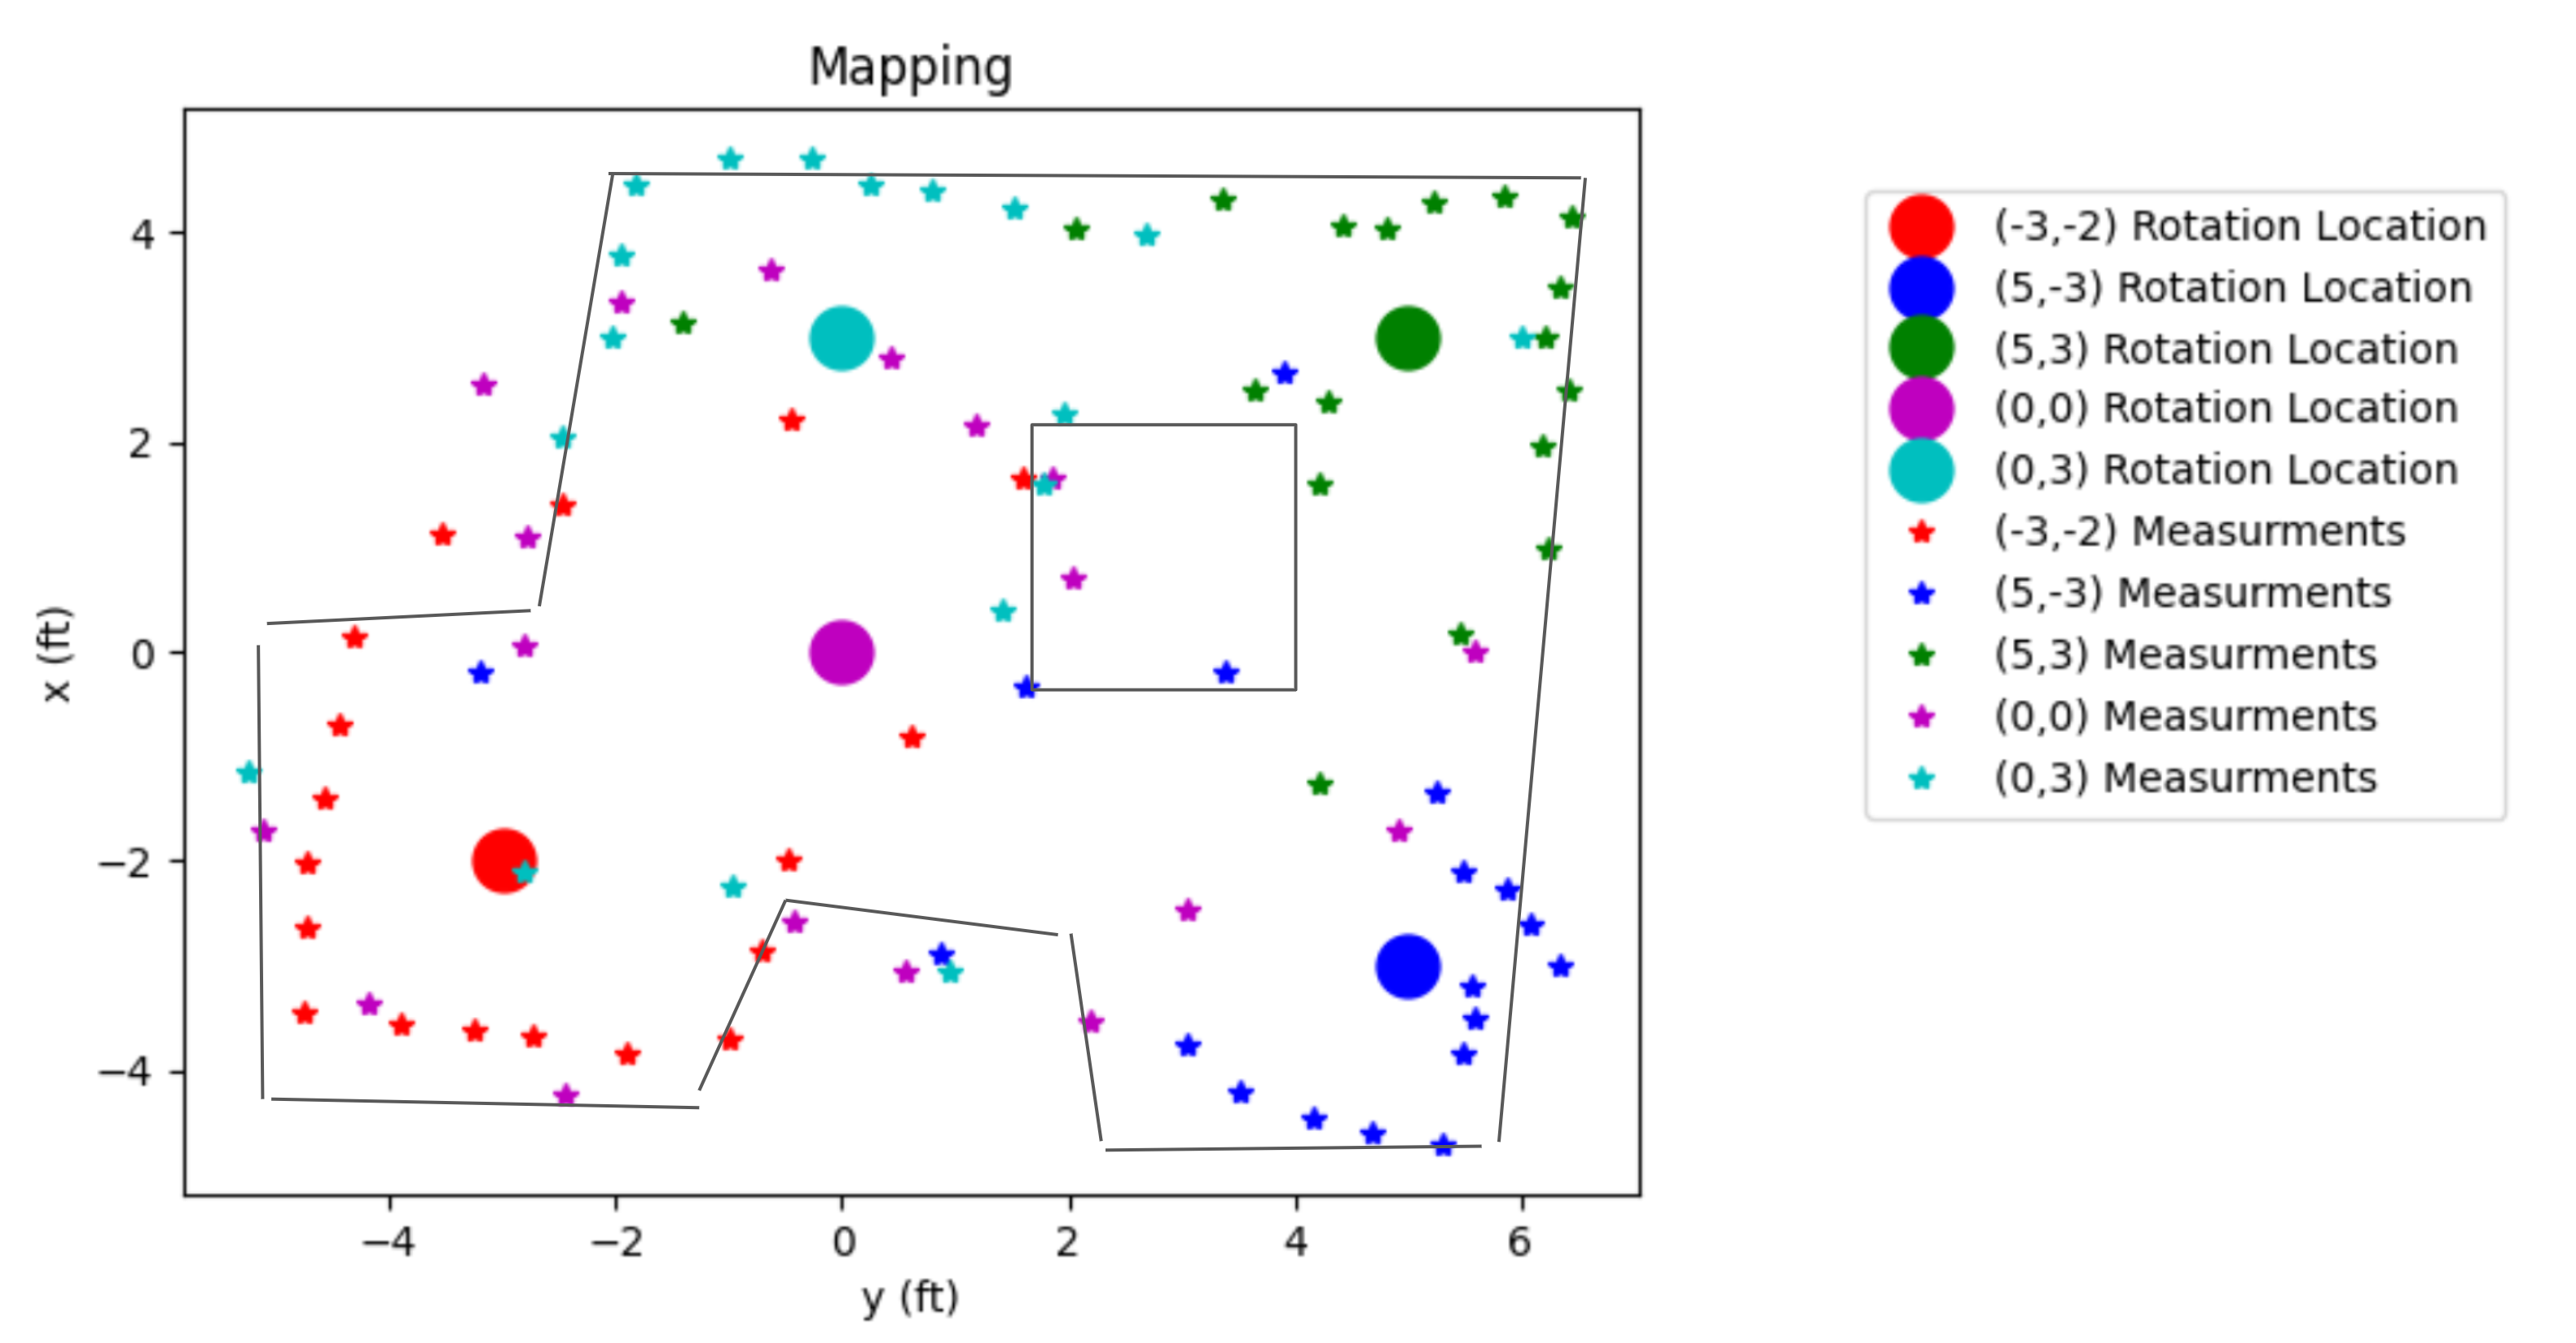 Mapping
4
2
0
−2
−4
x (ft)
−4
−2
0
2
4
6
y (ft)
(-3,-2) Rotation Location
(5,-3) Rotation Location
(5,3) Rotation Location
(0,0) Rotation Location
(0,3) Rotation Location
(-3,-2) Measurments
(5,-3) Measurments
(5,3) Measurments
(0,0) Measurments
(0,3) Measurments